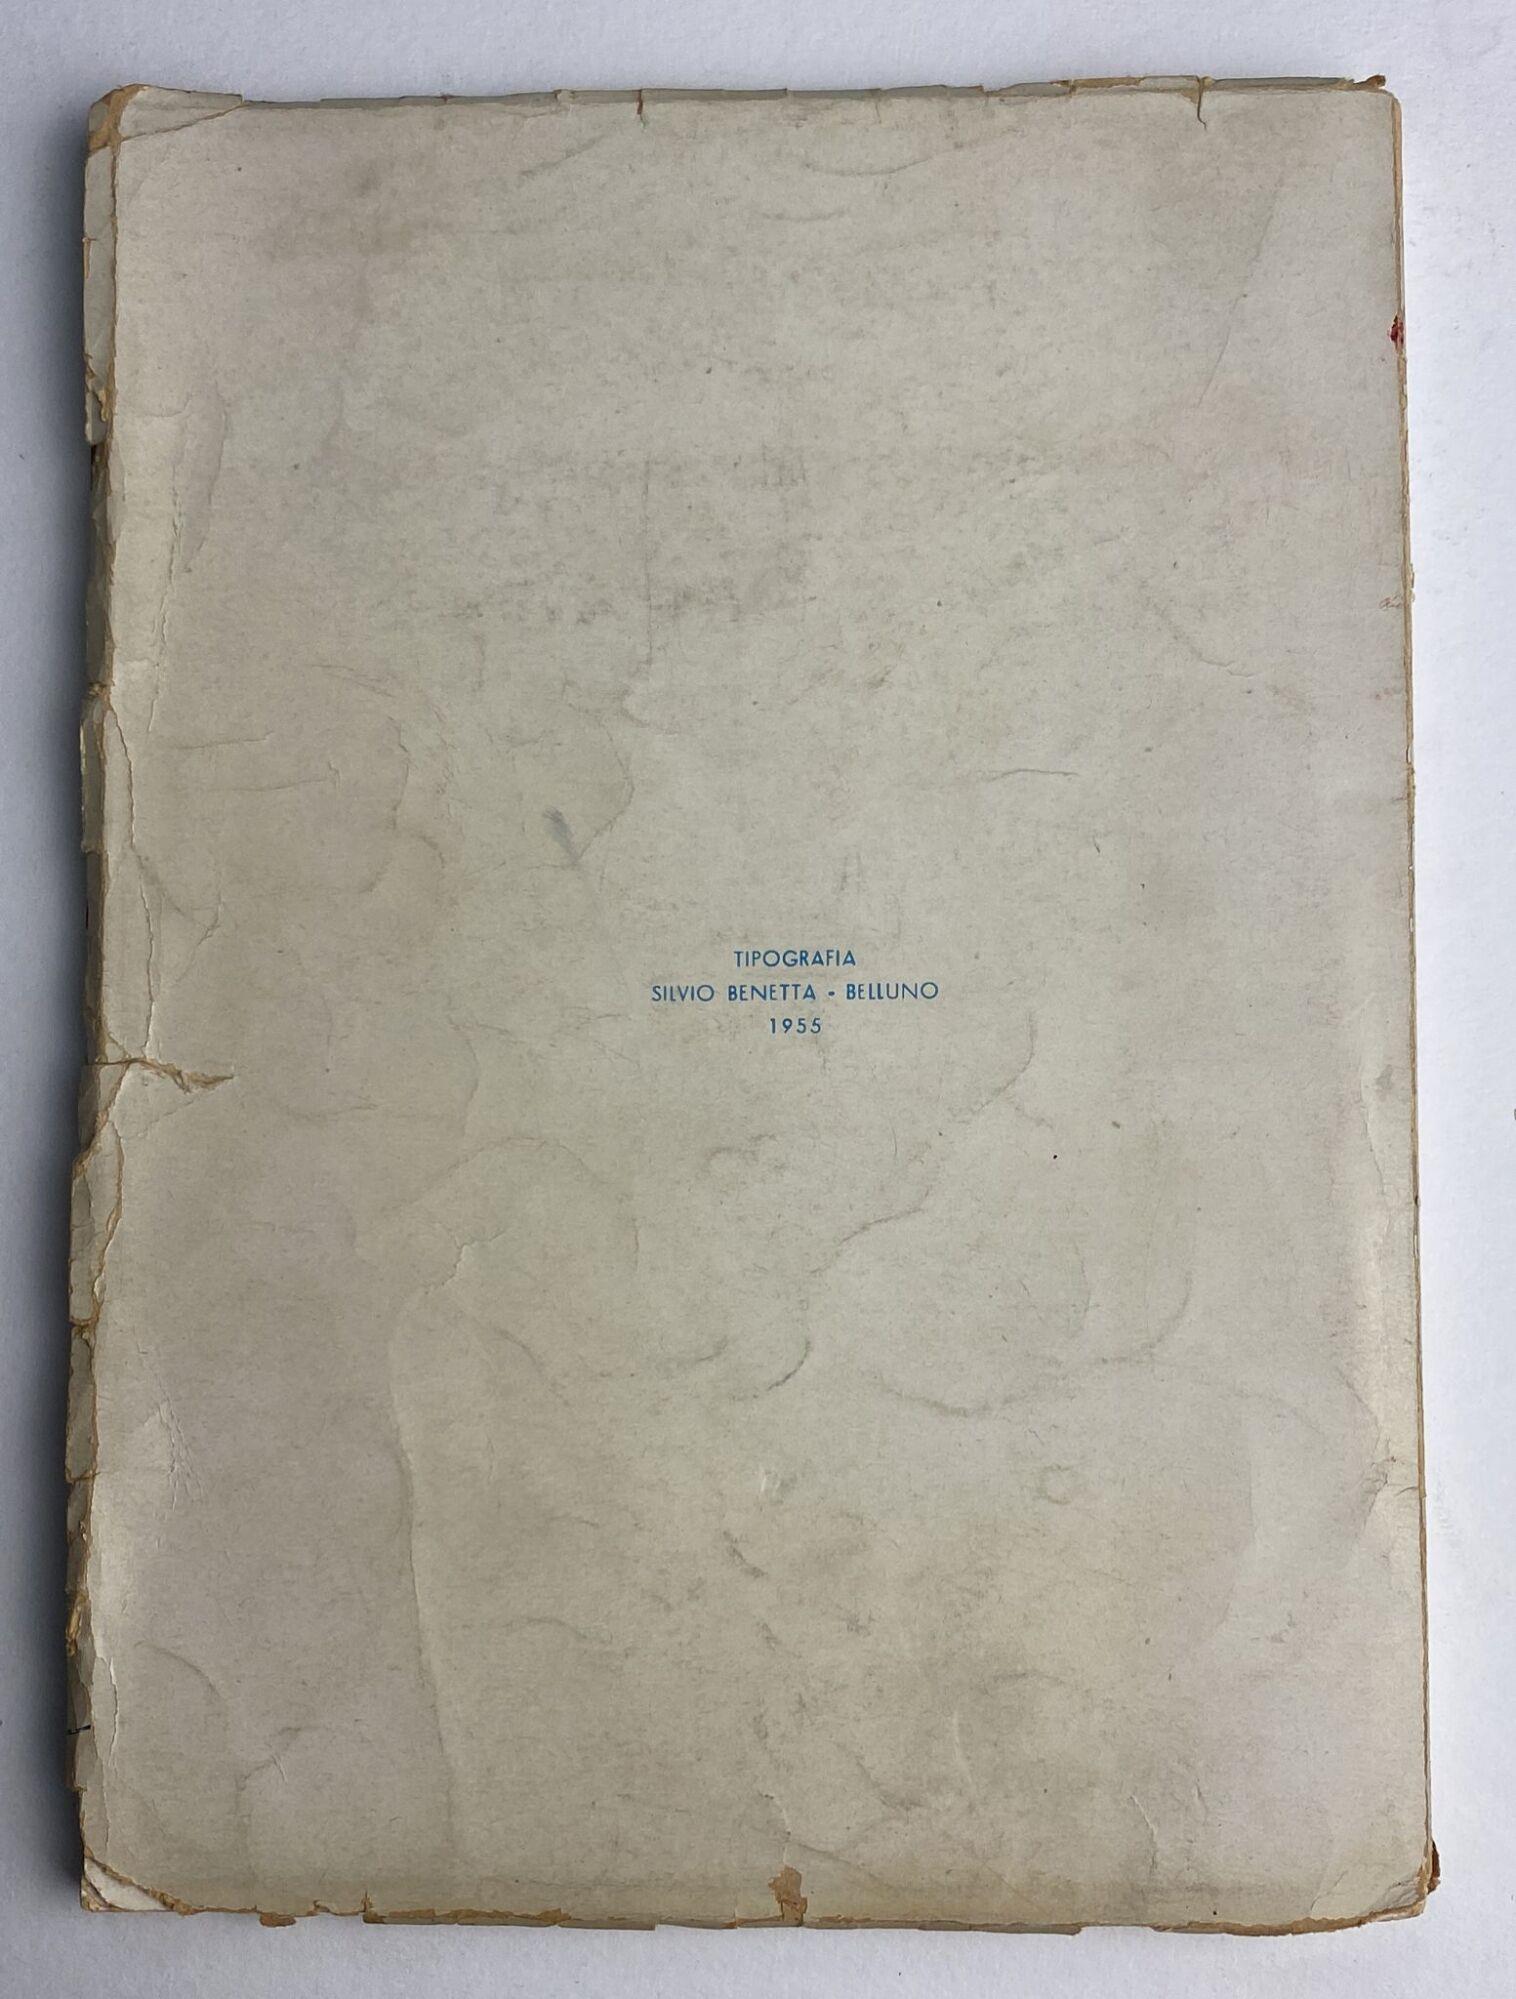 TIPOGRAFIA
SILVIO BENETTA - BELLUNO
1955